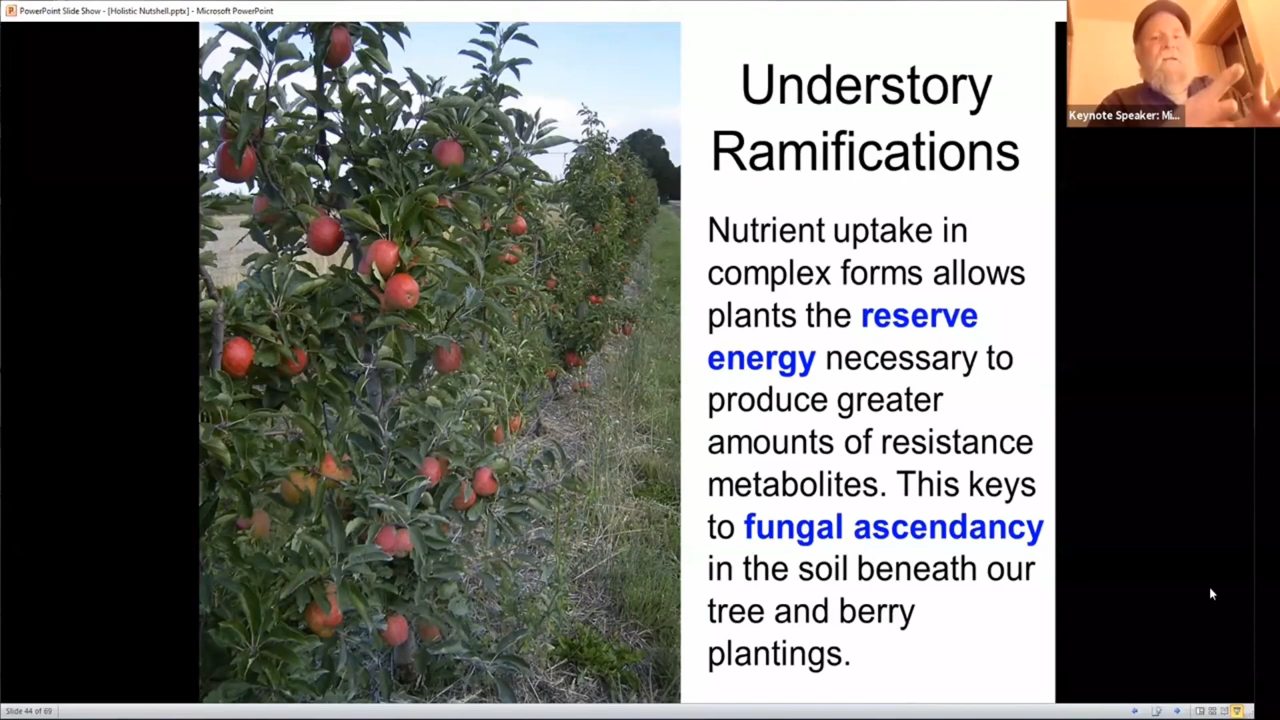 PowerPoint Slide Show - [Holistic Nutshell.pptx] - Microsoft PowerPoint
Keynote Speaker: Mi...
Understory
Ramifications
Nutrient uptake in
complex forms allows
plants the reserve
energy necessary to
produce greater
amounts of resistance
metabolites. This keys
to fungal ascendancy
in the soil beneath our
tree and berry
plantings.
Slide 44 of 69